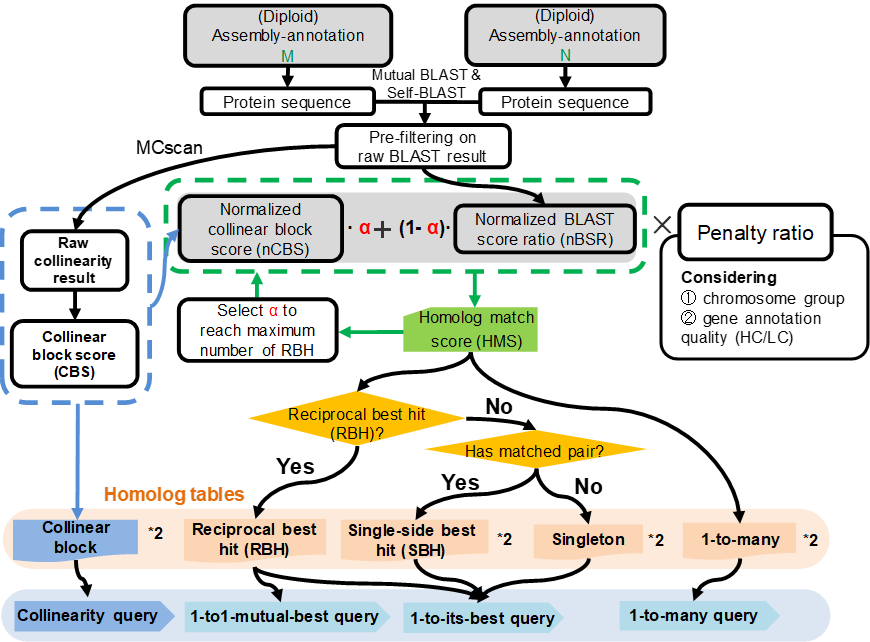 (Diploid)
Assembly-annotation
M
(Diploid)
Assembly-annotation
N
Mutual BLAST &
Self-BLAST
Protein sequence
Protein sequence
Pre-filtering on
raw BLAST result
MCscan
Normalized
collinear block
score (nCBS)
· α + (1- α)·
Normalized BLAST
score ratio (nBSR)
×
Penalty ratio
Considering
① chromosome group
② gene annotation
quality (HC/LC)
Raw
collinearity
result
Collinear
block score
(CBS)
Select α to
reach maximum
number of RBH
Homolog match
score (HMS)
Reciprocal best hit
(RBH)?
No
Has matched pair?
Yes
Yes
No
Homolog tables
Collinear
block
*2
Reciprocal best
hit (RBH)
Single-side best
hit (SBH)
*2
Singleton
*2
1-to-many
*2
Collinearity query
1-to1-mutual-best query
1-to-its-best query
1-to-many query